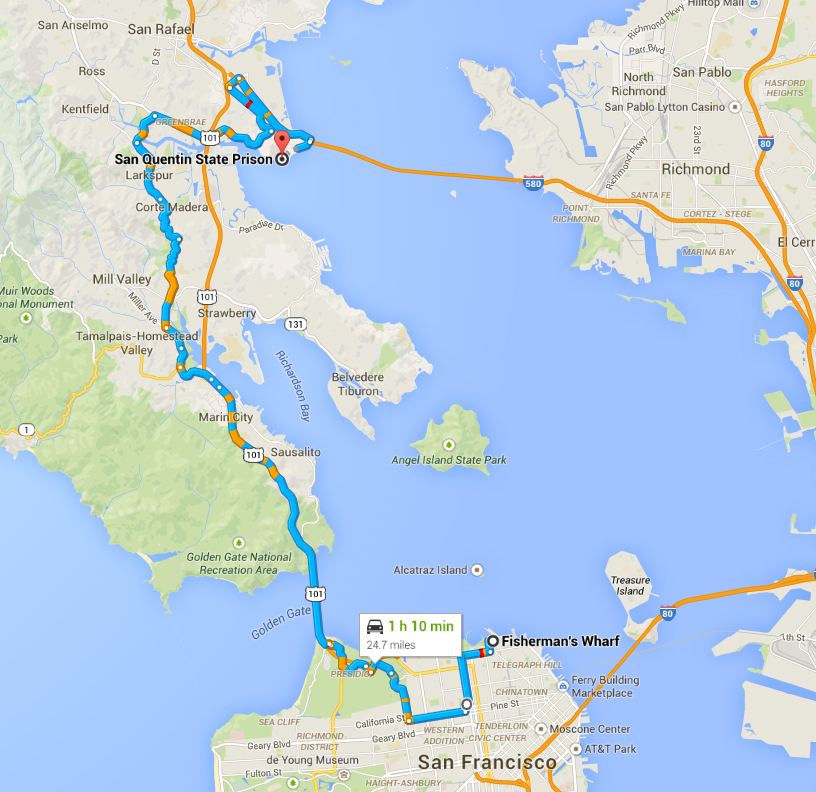 Hilltop Mall
San Anselmo
San Rafael
Richmond Pkwy
D St
Parr Blvd
Ross
North
Richmond
San Pablo
HASFORD
HEIGHTS
Kentfield
San Pablo Lytton Casino
GREENBRAE
101
23rd St
80
San Quentin State Prison
Richmond Pkwy
Richmond
Larkspur
580
SANTA FE
Corte Madera
POINT
RICHMOND
CORTEZ - STEGE
Paradise Dr
El Cerr
MARINA BAY
Mill Valley
80
Muir Woods
onal Monument
Miller Ave
101
Strawberry
131
Park
Tamalpais-Homestead
Valley
Richardson Bay
Belvedere
Tiburon
Marin City
1
101
Sausalito
Angel Island State Park
Golden Gate National
Recreation Area
Alcatraz Island
Treasure
Island
101
80
Golden Gate
1 h 10 min
24.7 miles
Fisherman's Wharf
th St
TELEGRAPH HILL
PRESIDIO
Ferry Building
Marketplace
CHINATOWN
Pine St
SEA CLIFF
California St
TENDERLOIN
Moscone Center
RICHMOND
DISTRICT
WESTERN
ADDITION
CIVIC CENTER
Geary Blvd
Geary Blvd
AT&T Park
de Young Museum
San Francisco
Fulton St
HAIGHT-ASHBURY